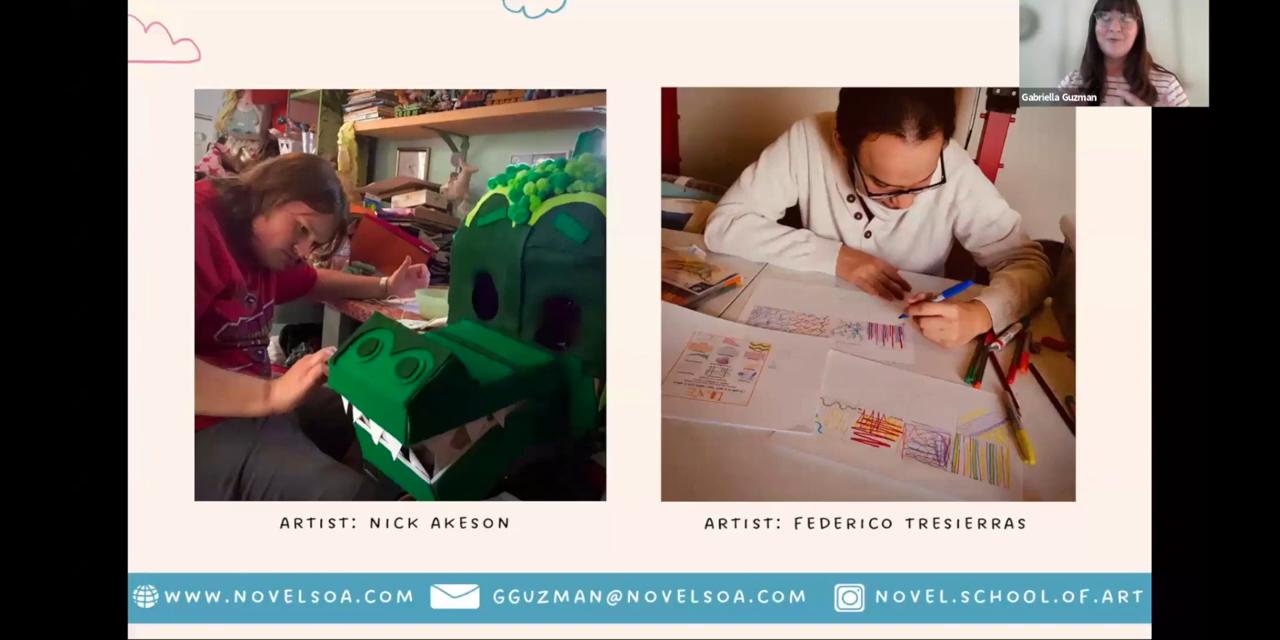 Gabriella Guzman
ARTIST: NICK AKESON
ARTIST: FEDERICO TRESIERRAS
WWW.NOVELSOA.COM
GGUZMAN@NOVELSOA.COM
NOVEL.SCHOOL.OF.ART